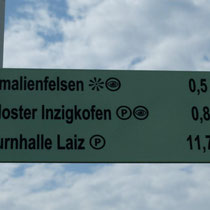 malienfelsen 0,5
loster Inzigkofen P 0,8
urnhalle Laiz P 11,7